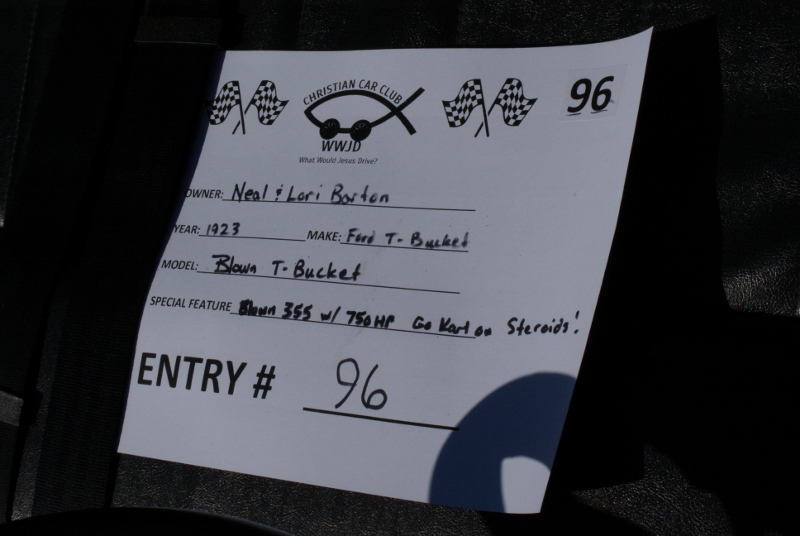 CHRISTIAN CAR CLUB
96
WWJD
What Would Jesus Drive?
OWNER: Neal & Lori Barton
YEAR: 1923 MAKE: Ford T-Bucket
MODEL: Blown T-Bucket
SPECIAL FEATURE Blown 355 w/ 750HP Go Kart on Steroids!
ENTRY # 96